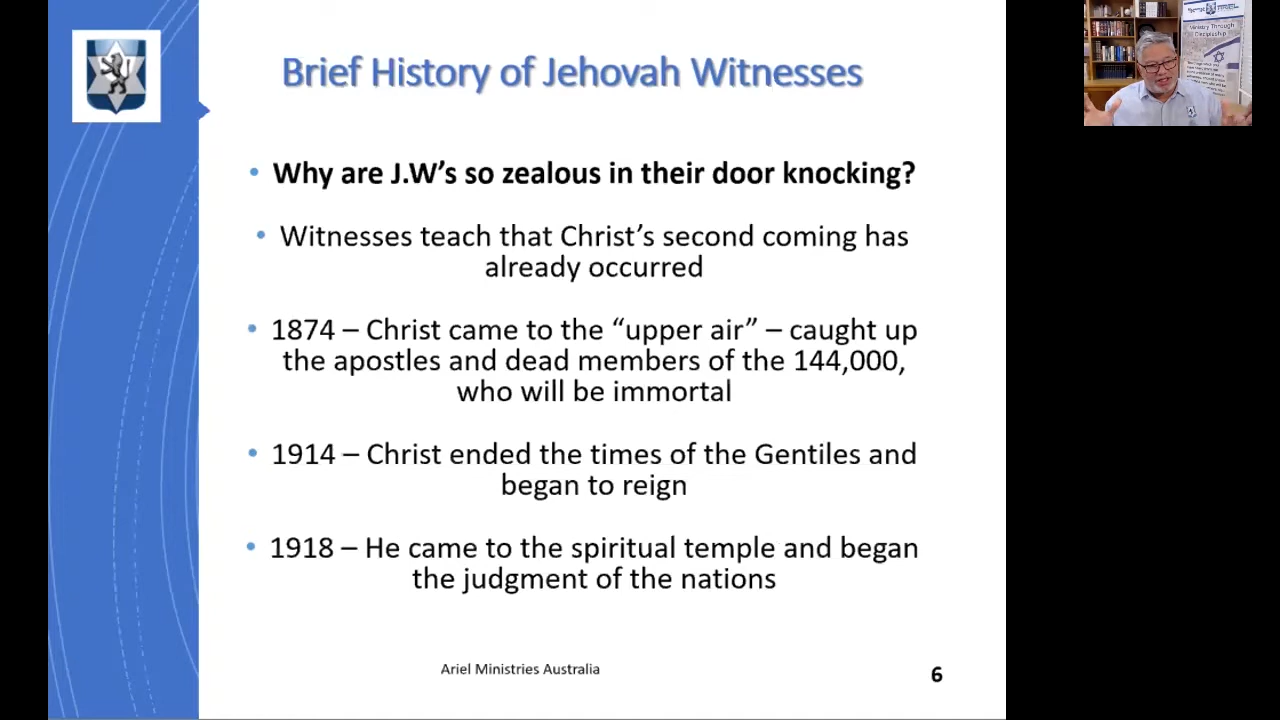 Brief History of Jehovah Witnesses
• Why are J.W's so zealous in their door knocking?
• Witnesses teach that Christ's second coming has
already occurred
• 1874 – Christ came to the “upper air” – caught up
the apostles and dead members of the 144,000,
who will be immortal
• 1914 – Christ ended the times of the Gentiles and
began to reign
• 1918 – He came to the spiritual temple and began
the judgment of the nations
Ariel Ministries Australia
6
Ministry Through
Discipleship